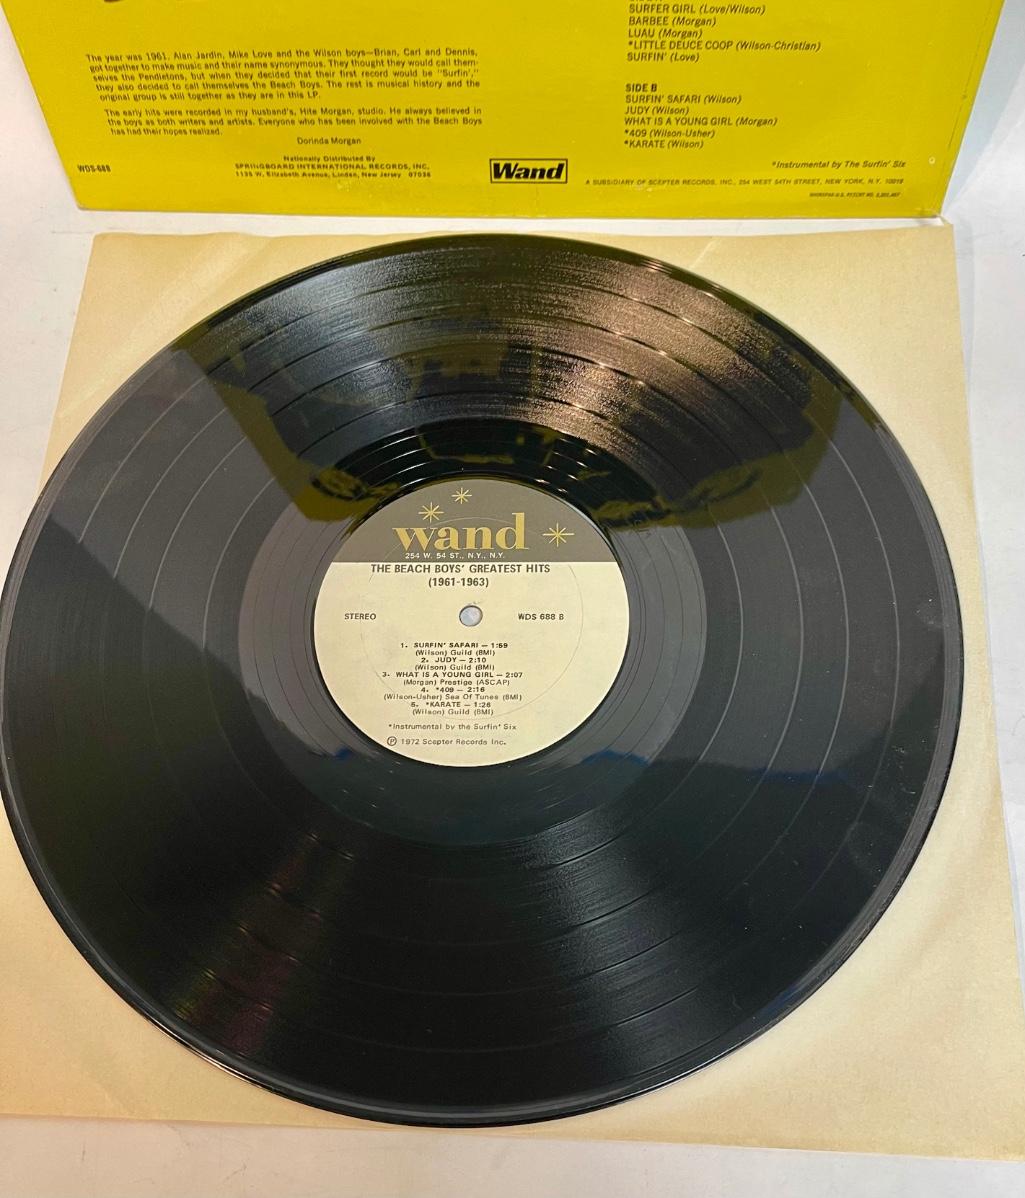 SURFER GIRL (Love/Wilson)
BARBEE (Morgan)
LUAU (Morgan)
*LITTLE DEUCE COOP (Wilson-Christian)
SURFIN' (Love)
SIDE B
SURFIN' SAFARI (Wilson)
JUDY (Wilson)
WHAT IS A YOUNG GIRL (Morgan)
*409 (Wilson-Usher)
*KARATE (Wilson)
*Instrumental by The Surfin' Six
The year was 1961. Alan Jardin, Mike Love and the Wilson boys—Brian, Carl and Dennis,
got together to make music and their name synonymous. They thought they would call them-
selves the Pendletons, but when they decided that their first record would be "Surfin',"
they also decided to call themselves the Beach Boys. The rest is musical history and the
original group is still together as they are in this LP.
The early hits were recorded in my husband's, Hite Morgan, studio. He always believed in
the boys as both writers and artists. Everyone who has been involved with the Beach Boys
has had their hopes realized.
Dorinda Morgan
WDS-688
Nationally Distributed By
SPRINGBOARD INTERNATIONAL RECORDS, INC.
1135 W. Elizabeth Avenue, Linden, New Jersey 07036
Wand
A SUBSIDIARY OF SCEPTER RECORDS, INC., 254 WEST 54TH STREET, NEW YORK, N.Y. 10019
wand
254 W. 54 ST., N.Y., N.Y.
THE BEACH BOYS' GREATEST HITS
(1961-1963)
STEREO
WDS 688 B
1. SURFIN' SAFARI — 1:59
(Wilson) Guild (BMI)
2. JUDY — 2:10
(Wilson) Guild (BMI)
3. WHAT IS A YOUNG GIRL — 2:07
(Morgan) Prestige (ASCAP)
4. *409 — 2:16
(Wilson-Usher) Sea Of Tunes (BMI)
5. *KARATE — 1:26
(Wilson) Guild (BMI)
*Instrumental by the Surfin' Six
Ⓟ 1972 Scepter Records Inc.